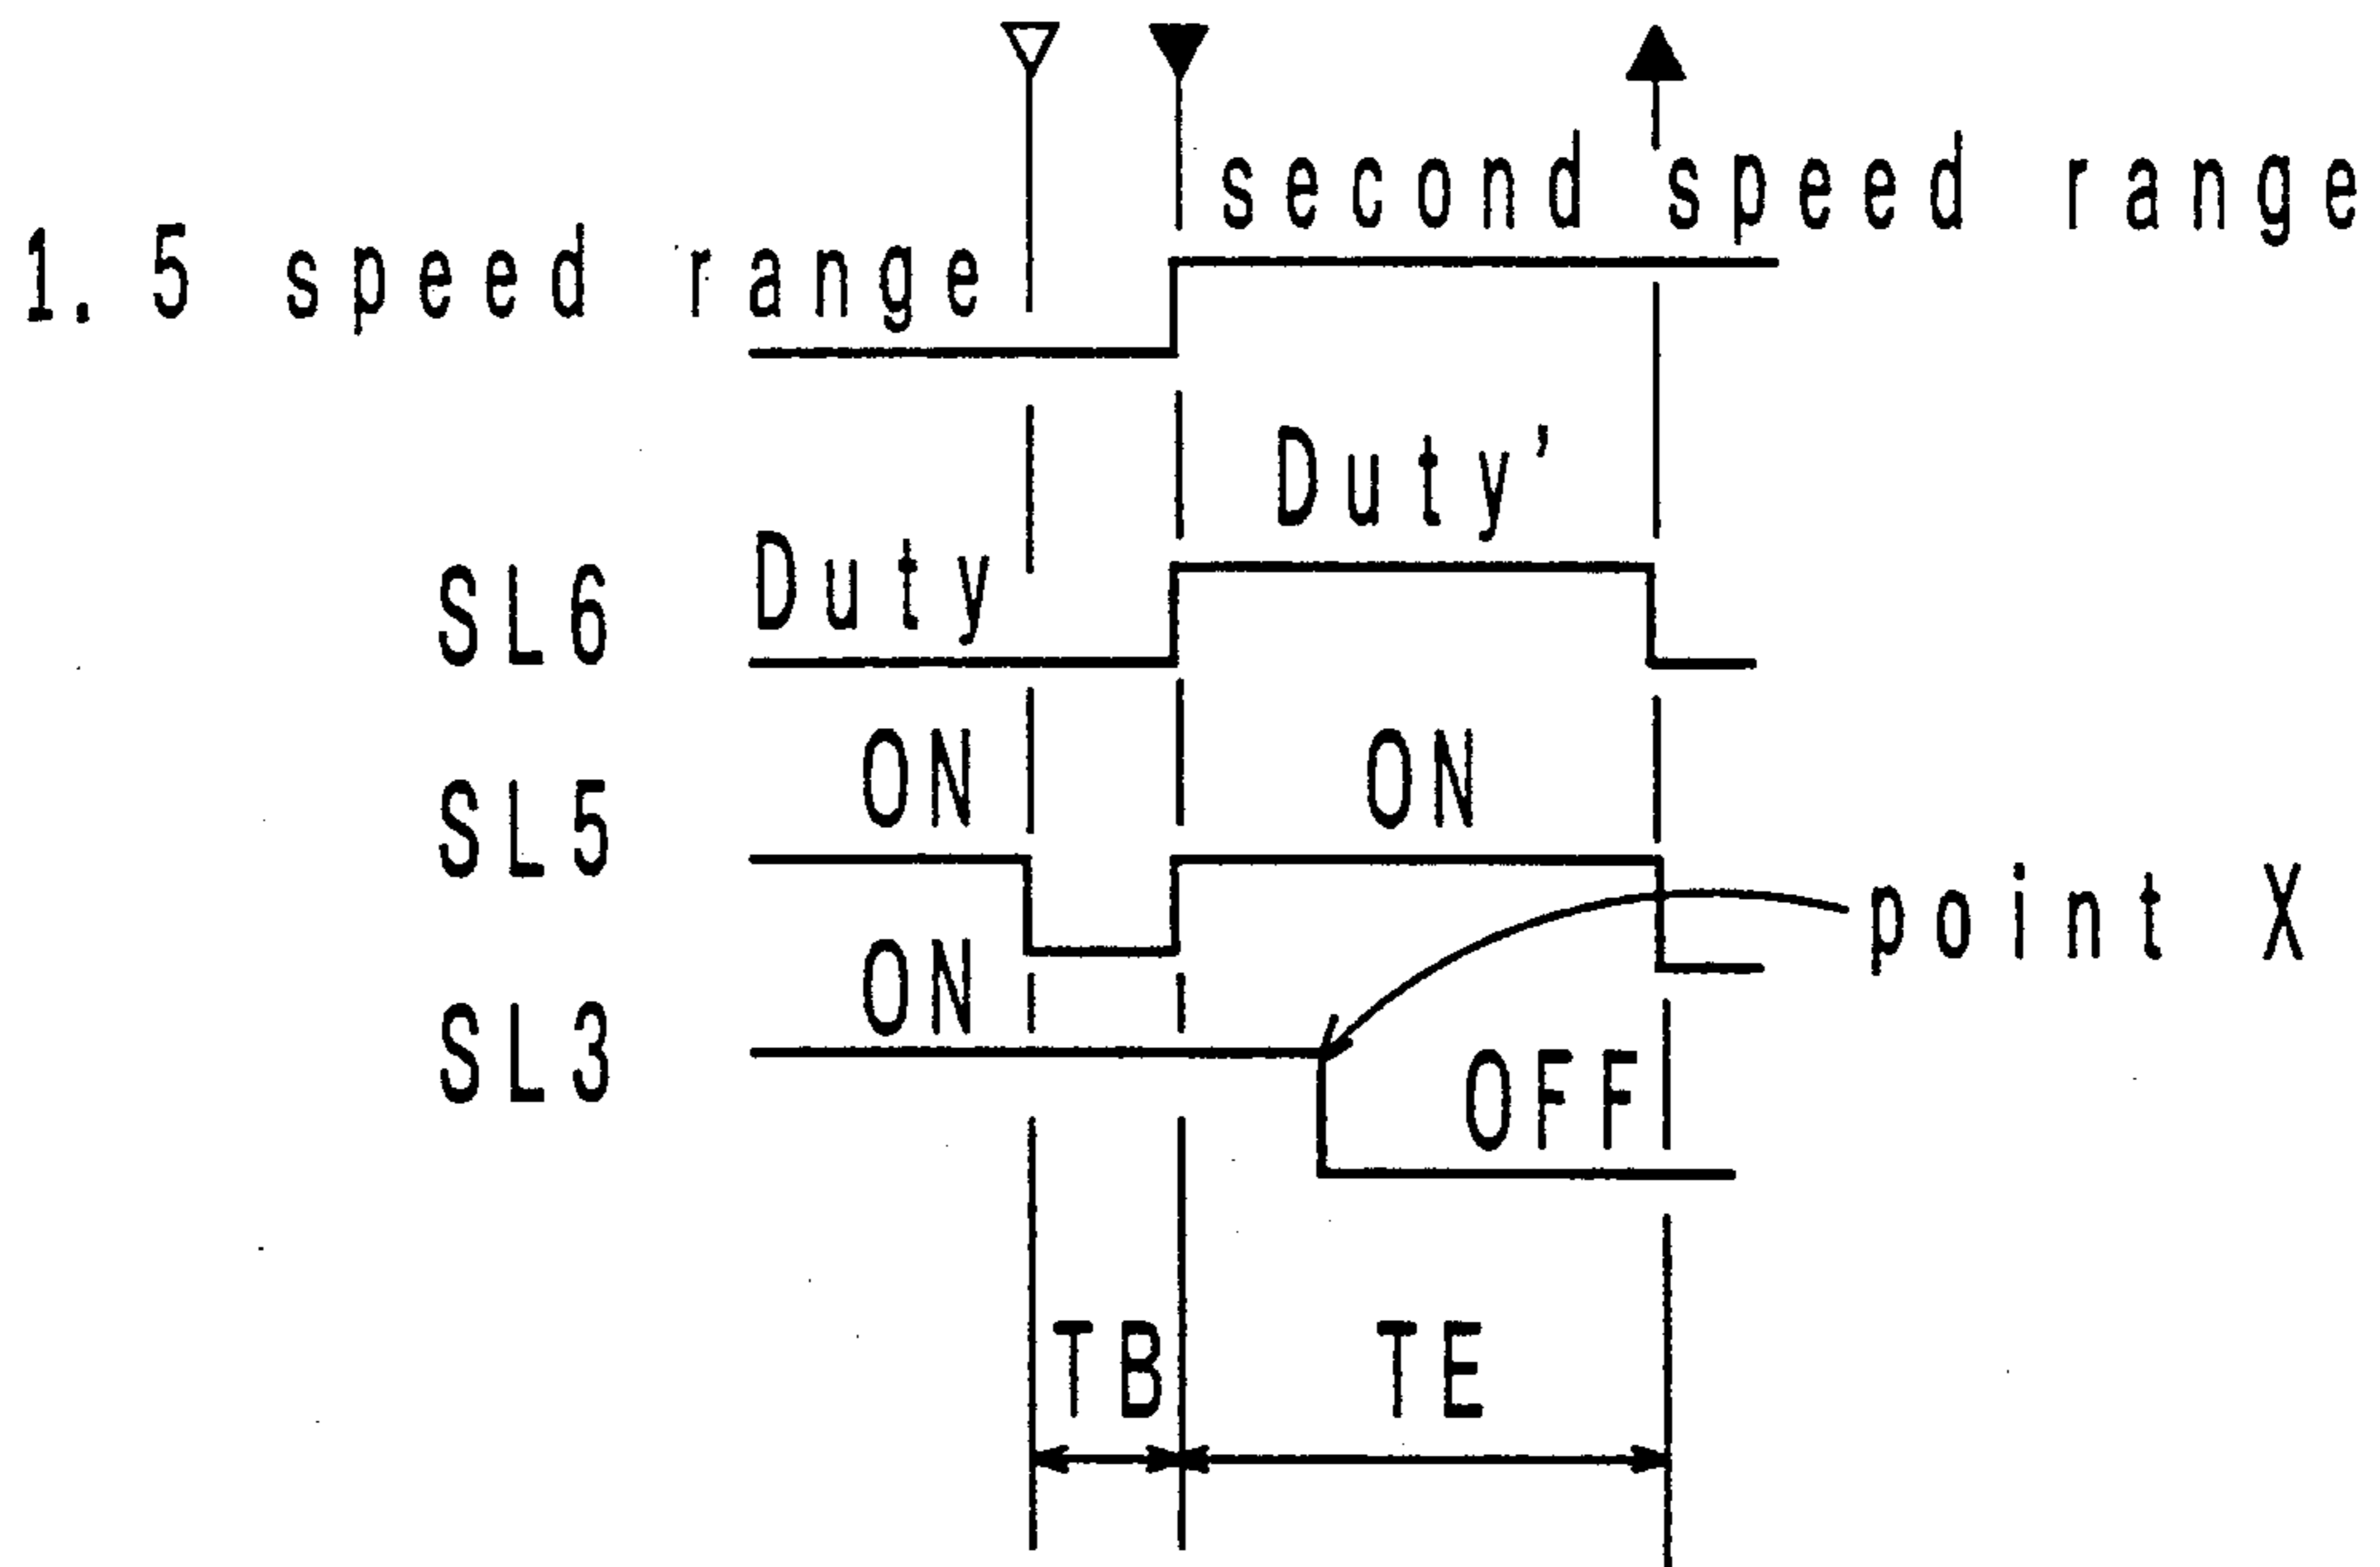 second speed range
1.5 speed range
Duty'
SL6 Duty
ON ON
SL5
point X
ON
SL3 OFF
TB TE